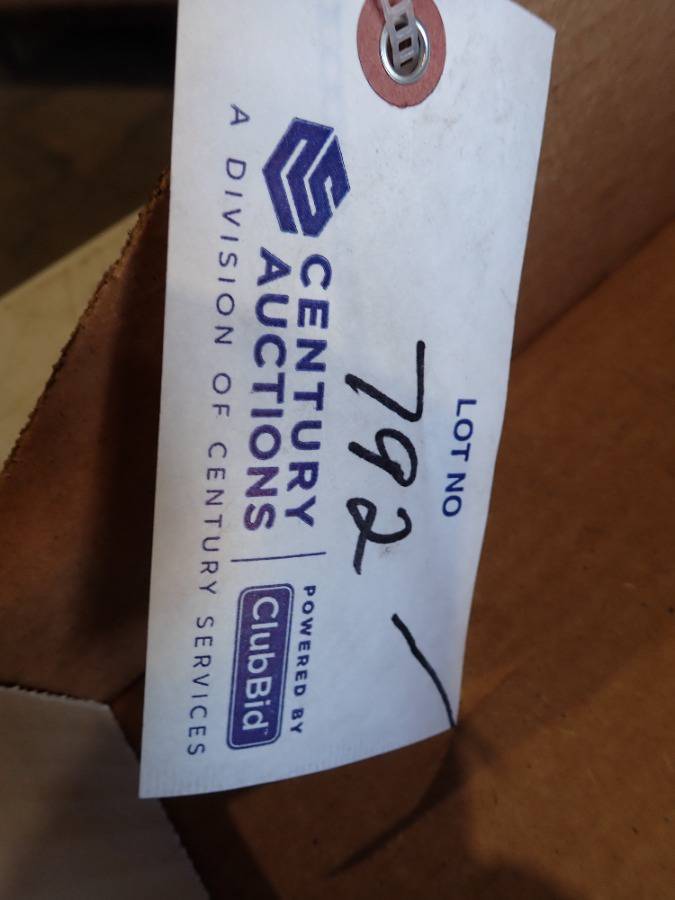 LOT NO
792
CENTURY
AUCTIONS
POWERED BY
ClubBid
A DIVISION OF CENTURY SERVICES